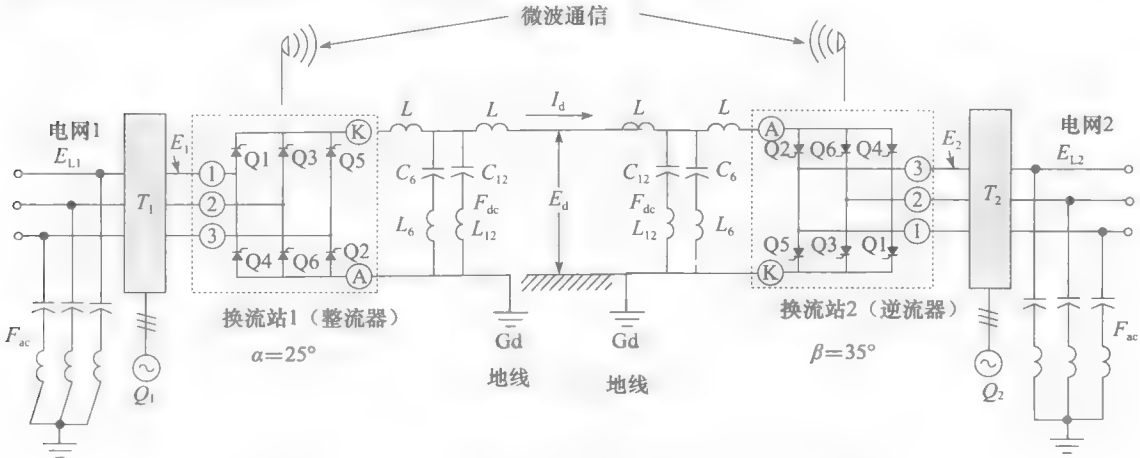 微波通信
L
L
I_d
L
L
电网1
E_L1
E_1
T_1
K
Q1
Q3
Q5
①
②
③
Q4
Q6
Q2
A
C_6
C_12
F_dc
L_6
L_12
E_d
C_12
C_6
F_dc
L_12
L_6
A
Q2
Q6
Q4
③
②
①
Q5
Q3
Q1
K
E_2
T_2
电网2
E_L2
F_ac
Q_1
换流站1（整流器）
α=25°
Gd
地线
Gd
地线
换流站2（逆流器）
β=35°
Q_2
F_ac